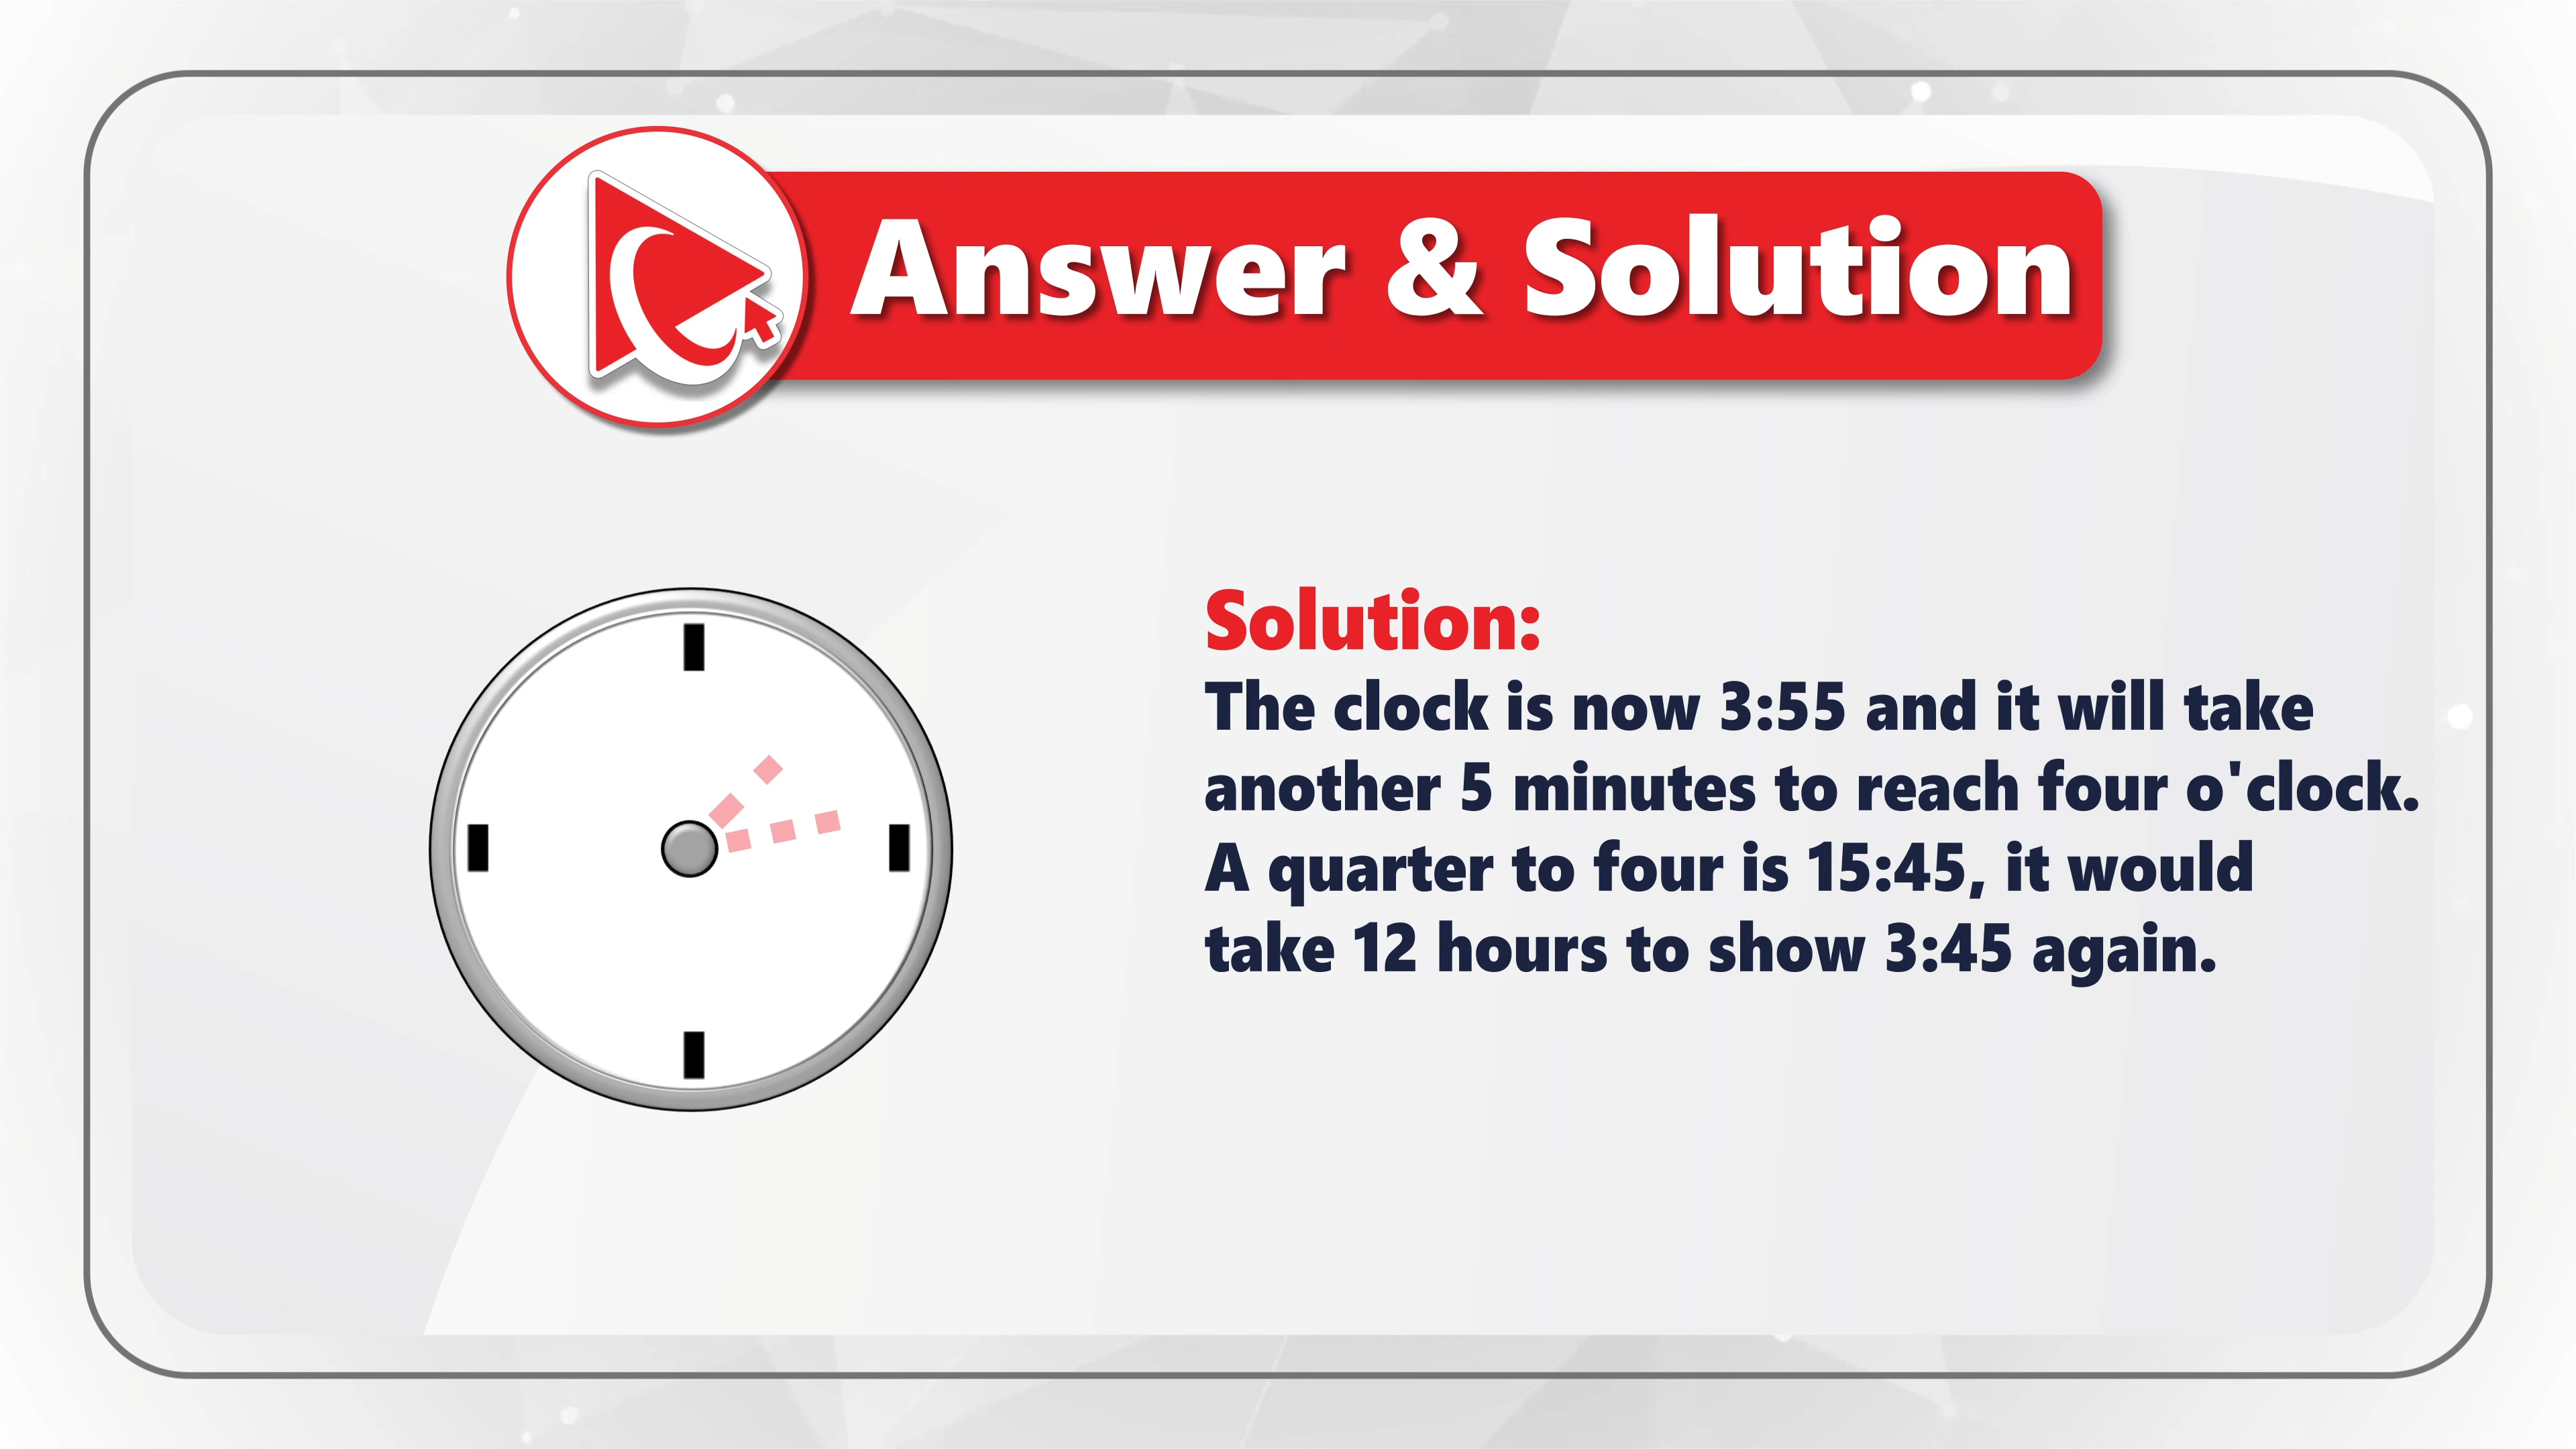 Answer & Solution
Solution:
The clock is now 3:55 and it will take
another 5 minutes to reach four o'clock.
A quarter to four is 15:45, it would
take 12 hours to show 3:45 again.